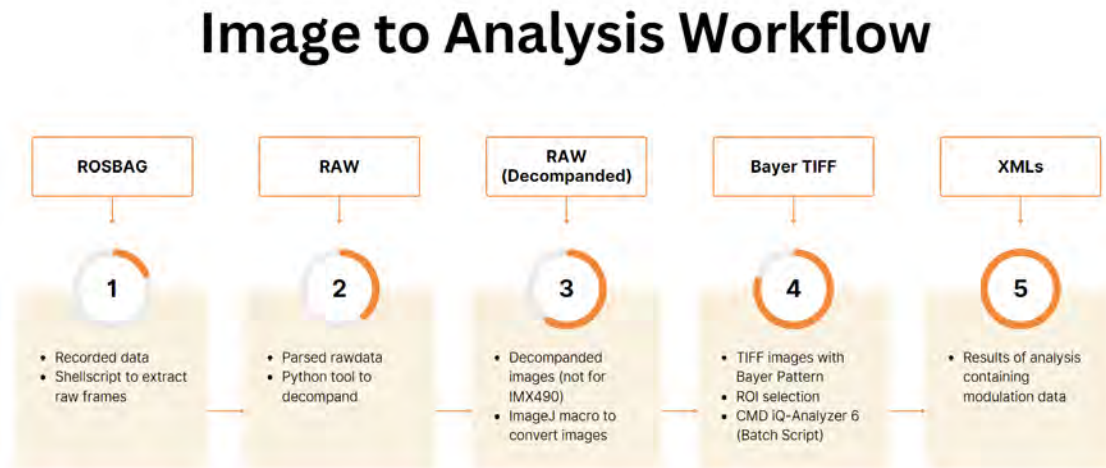 Image to Analysis Workflow
ROSBAG
RAW
RAW
(Decompanded)
Bayer TIFF
XMLs
1
2
3
4
5
• Recorded data
• Shellscript to extract
raw frames
• Parsed rawdata
• Python tool to
decompand
• Decompanded
images (not for
IMX490)
• ImageJ macro to
convert images
• TIFF images with
Bayer Pattern
• ROI selection
• CMD iQ-Analyzer 6
(Batch Script)
• Results of analysis
containing
modulation data